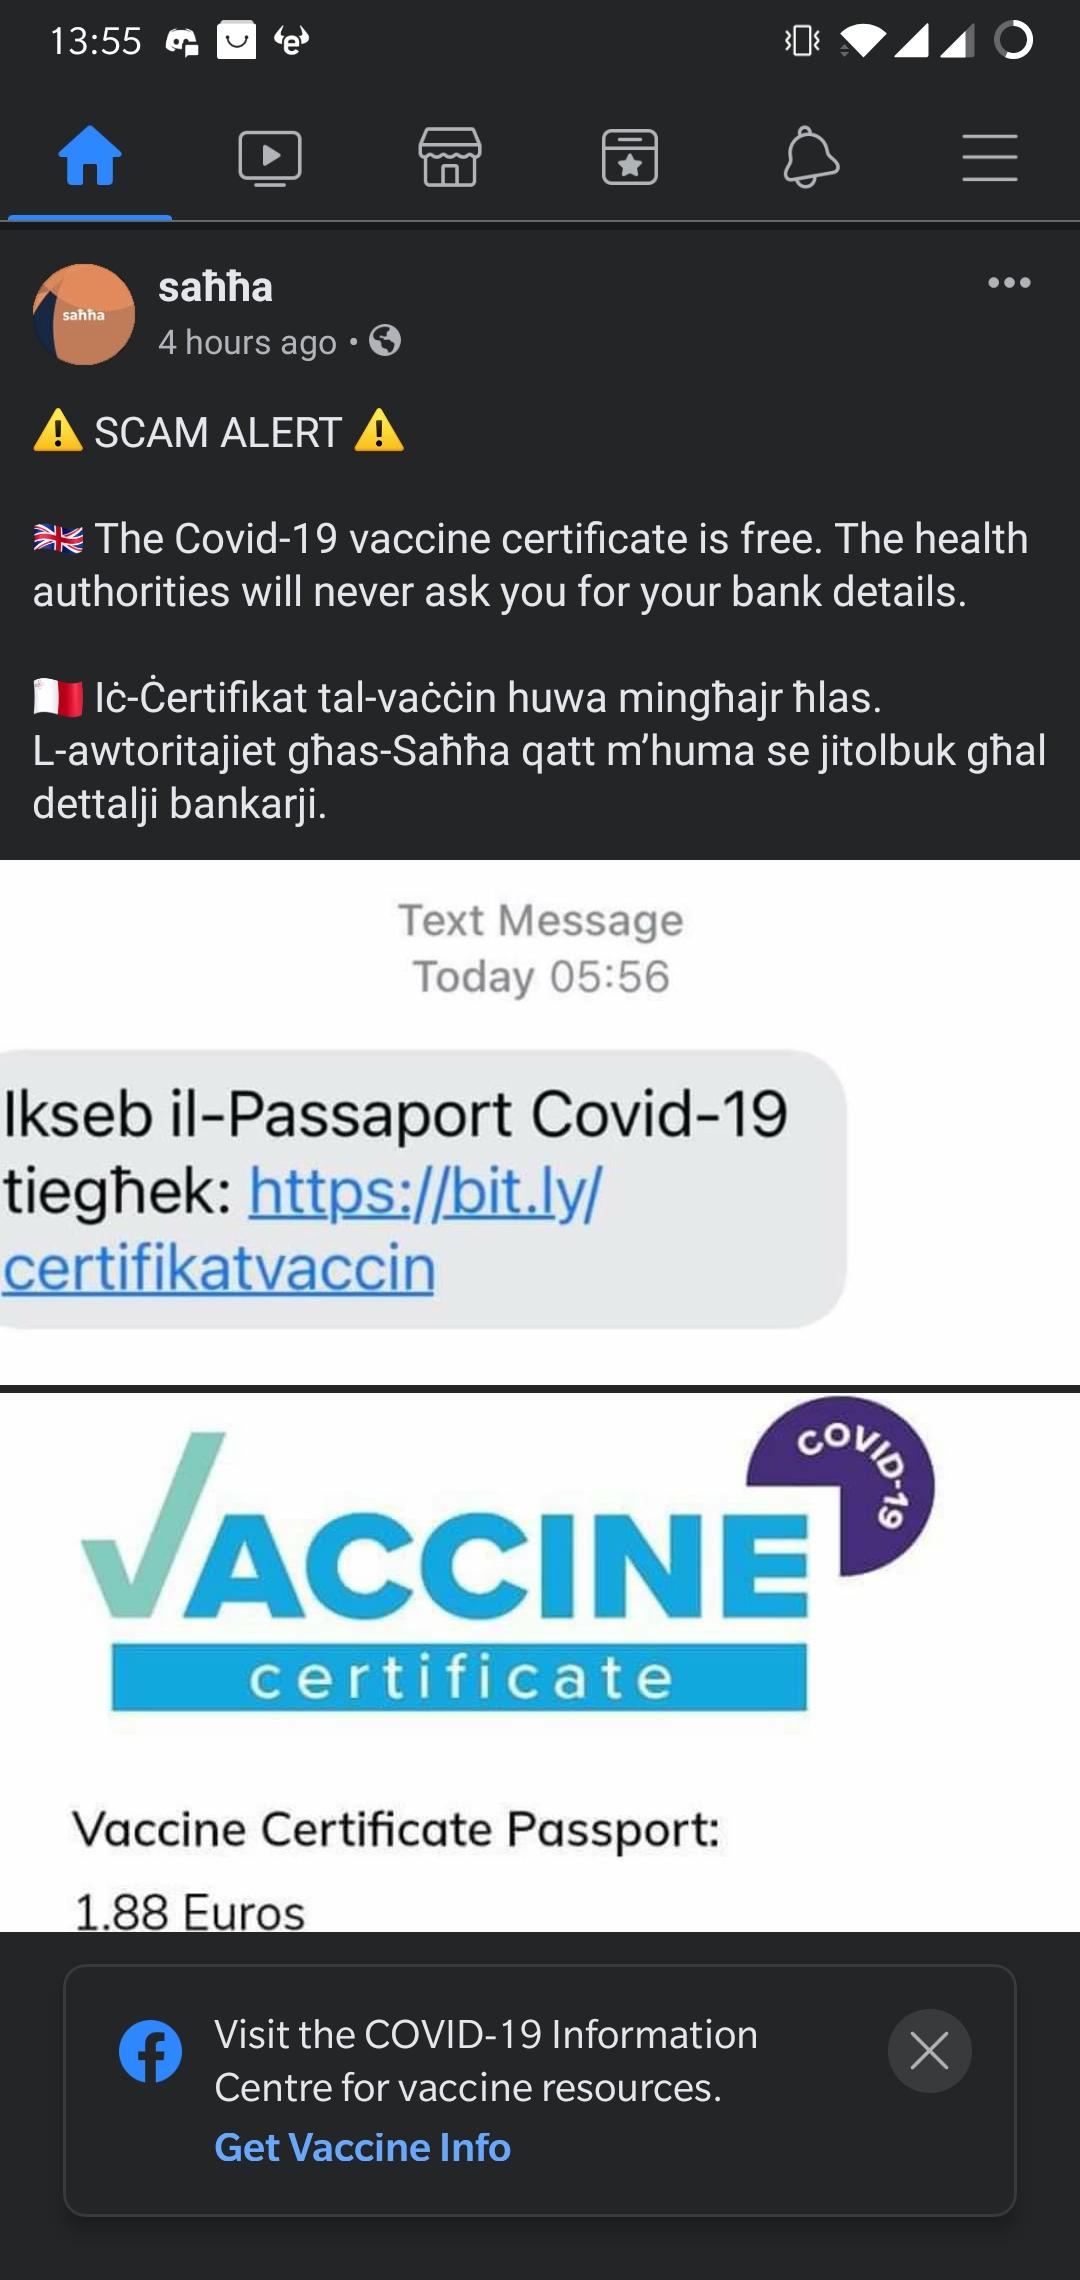 13:55
saħħa
saħħa
4 hours ago •
⚠️ SCAM ALERT ⚠️
🇬🇧 The Covid-19 vaccine certificate is free. The health
authorities will never ask you for your bank details.
🇲🇹 Iċ-Ċertifikat tal-vaċċin huwa mingħajr ħlas.
L-awtoritajiet għas-Saħħa qatt m’huma se jitolbuk għal
dettalji bankarji.
Text Message
Today 05:56
Ikseb il-Passaport Covid-19
tiegħek: https://bit.ly/
certifikatvaccin
COVID-19
VACCINE
certificate
Vaccine Certificate Passport:
1.88 Euros
Visit the COVID-19 Information
Centre for vaccine resources.
Get Vaccine Info